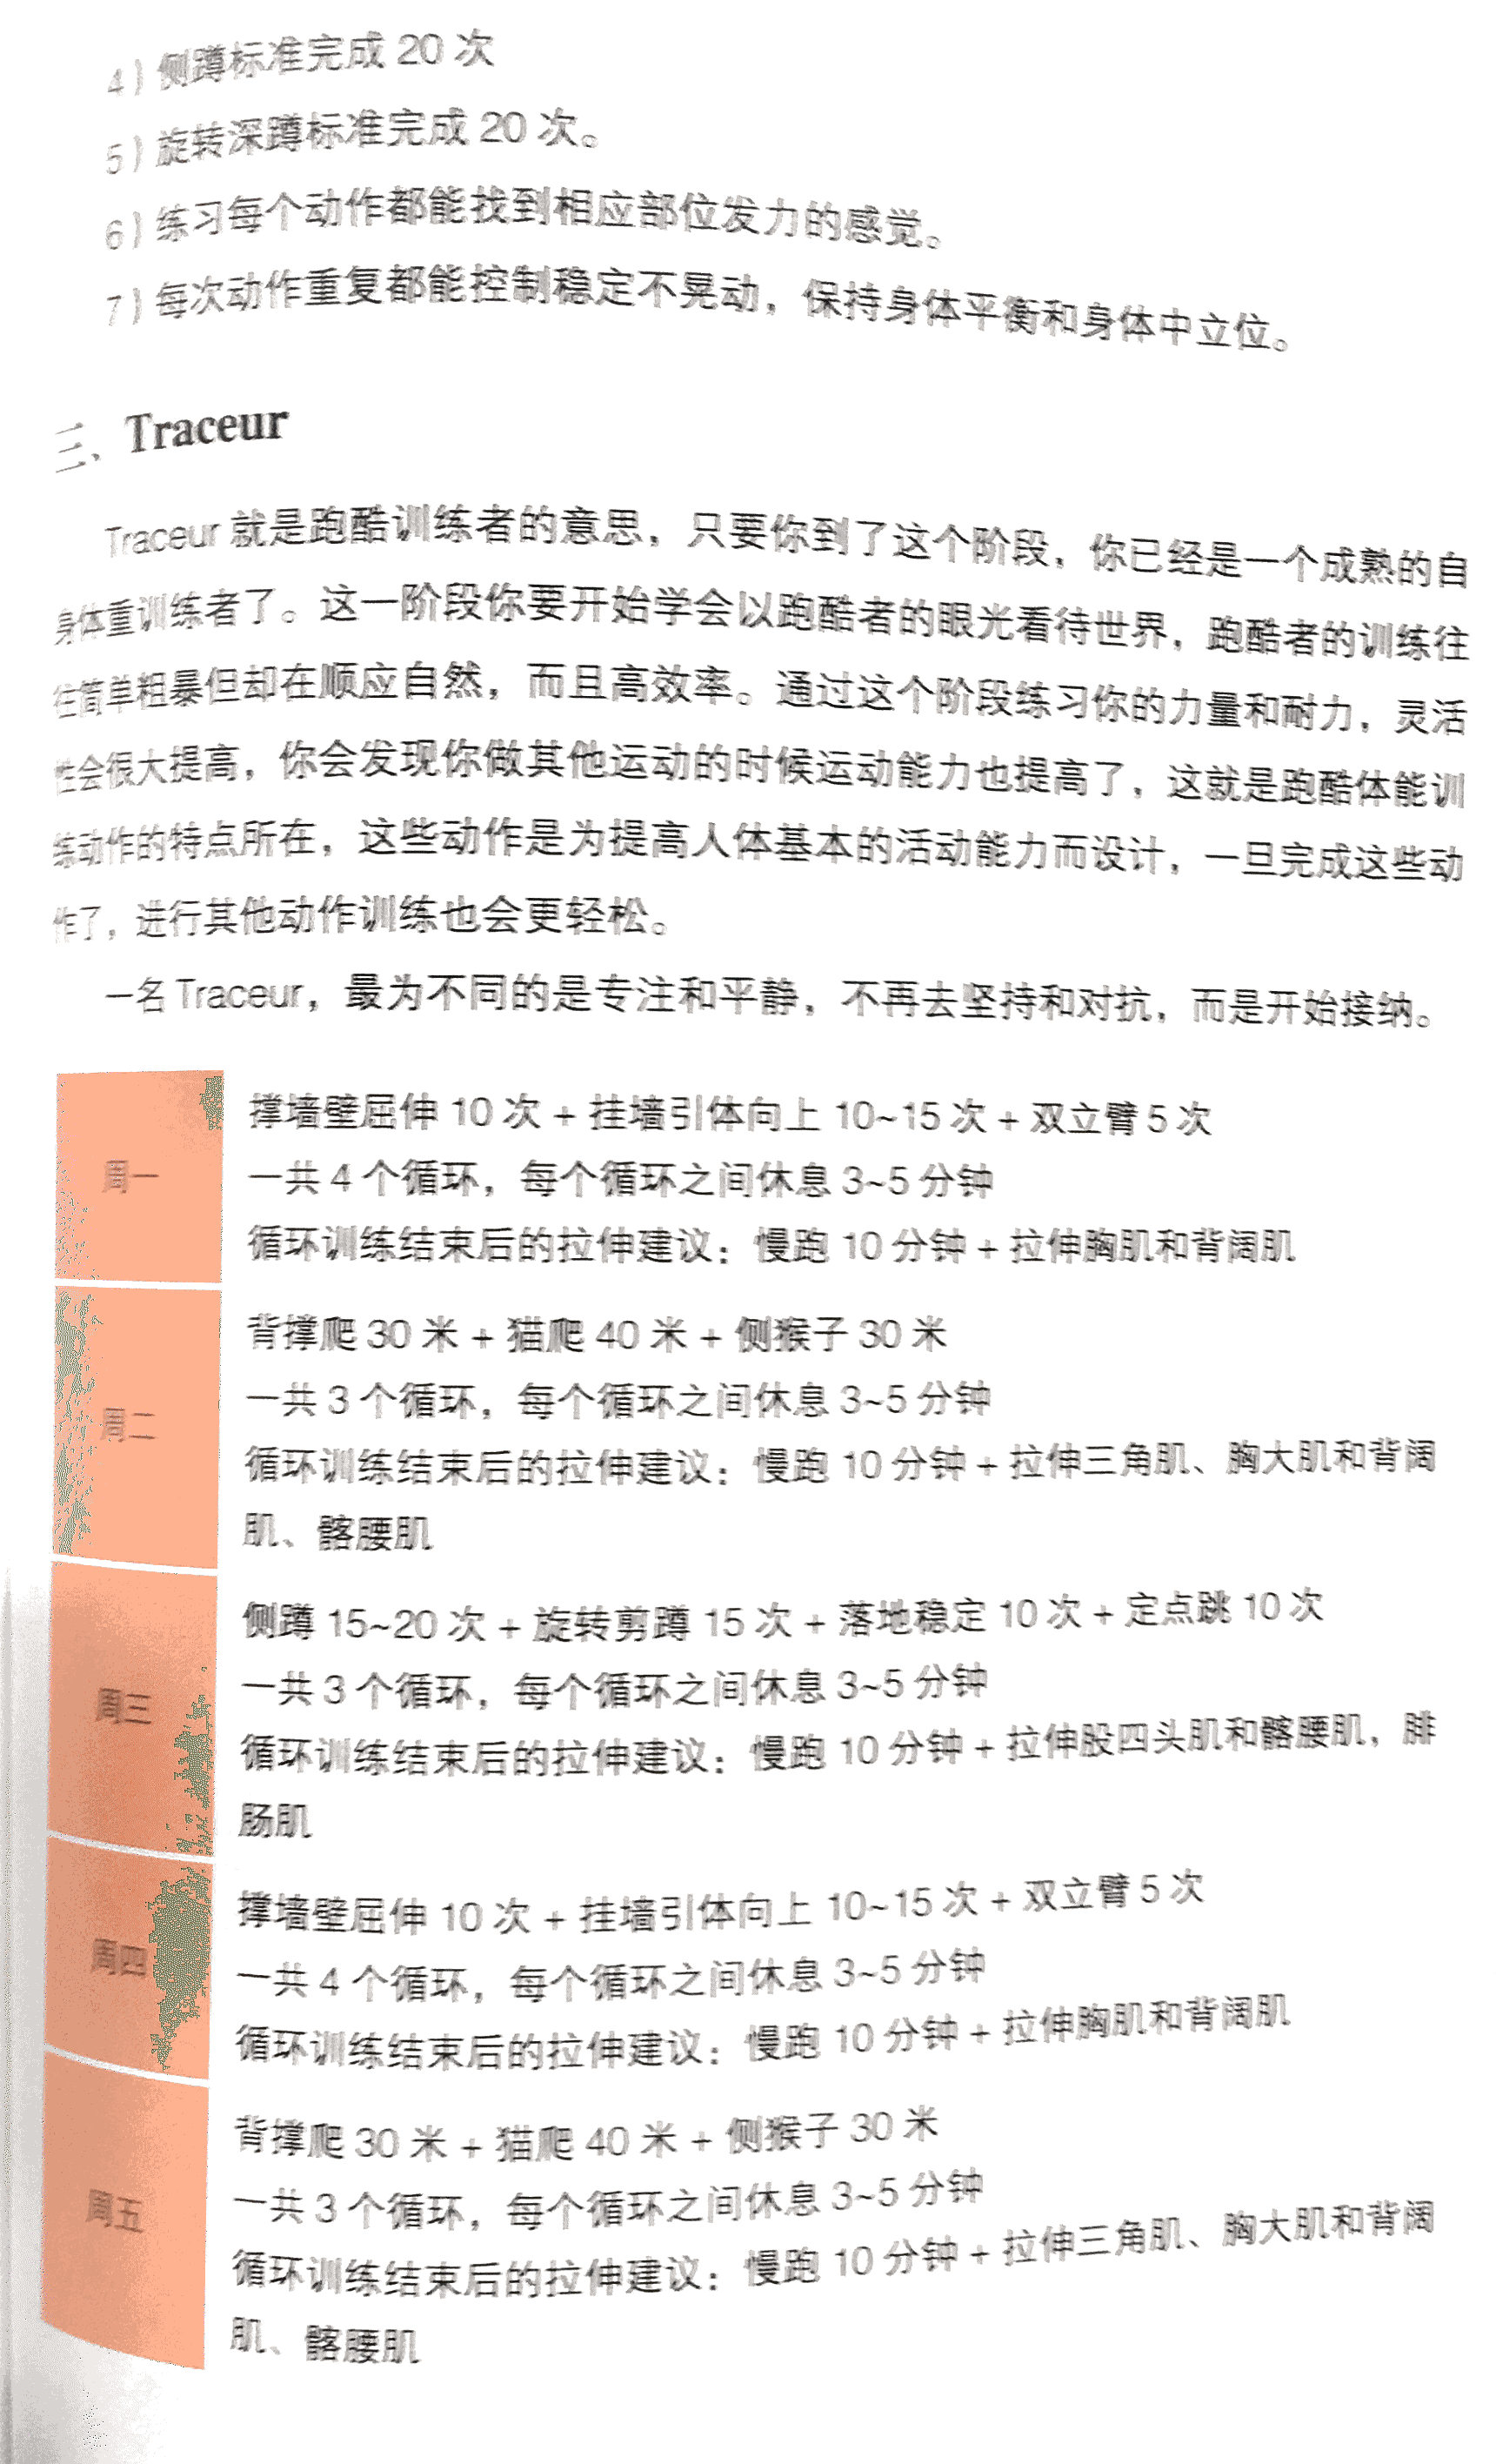 4）侧蹲标准完成 20 次
5）旋转深蹲标准完成 20 次。
6）练习每个动作都能找到相应部位发力的感觉。
7）每次动作重复都能控制稳定不晃动，保持身体平衡和身体中立位。
三、Traceur
Traceur 就是跑酷训练者的意思，只要你到了这个阶段，你已经是一个成熟的自
身体重训练者了。这一阶段你要开始学会以跑酷者的眼光看待世界，跑酷者的训练往
往简单粗暴但却在顺应自然，而且高效率。通过这个阶段练习你的力量和耐力，灵活
性会很大提高，你会发现你做其他运动的时候运动能力也提高了，这就是跑酷体能训
练动作的特点所在，这些动作是为提高人体基本的活动能力而设计，一旦完成这些动
作了，进行其他动作训练也会更轻松。
一名 Traceur，最为不同的是专注和平静，不再去坚持和对抗，而是开始接纳。
周一
撑墙壁屈伸 10 次 + 挂墙引体向上 10~15 次 + 双立臂 5 次
一共 4 个循环，每个循环之间休息 3~5 分钟
循环训练结束后的拉伸建议：慢跑 10 分钟 + 拉伸胸肌和背阔肌
周二
背撑爬 30 米 + 猫爬 40 米 + 侧猴子 30 米
一共 3 个循环，每个循环之间休息 3~5 分钟
循环训练结束后的拉伸建议：慢跑 10 分钟 + 拉伸三角肌、胸大肌和背阔
肌、髂腰肌
周三
侧蹲 15~20 次 + 旋转剪蹲 15 次 + 落地稳定 10 次 + 定点跳 10 次
一共 3 个循环，每个循环之间休息 3~5 分钟
循环训练结束后的拉伸建议：慢跑 10 分钟 + 拉伸股四头肌和髂腰肌，腓
肠肌
周四
撑墙壁屈伸 10 次 + 挂墙引体向上 10~15 次 + 双立臂 5 次
一共 4 个循环，每个循环之间休息 3~5 分钟
循环训练结束后的拉伸建议：慢跑 10 分钟 + 拉伸胸肌和背阔肌
周五
背撑爬 30 米 + 猫爬 40 米 + 侧猴子 30 米
一共 3 个循环，每个循环之间休息 3~5 分钟
循环训练结束后的拉伸建议：慢跑 10 分钟 + 拉伸三角肌、胸大肌和背阔
肌、髂腰肌